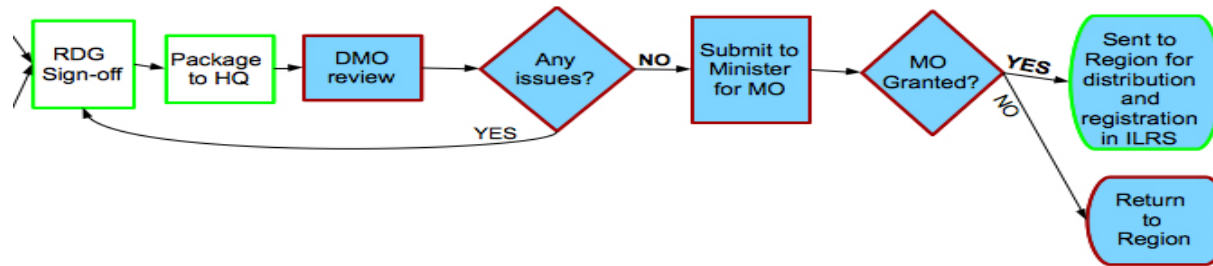 RDG
Sign-off
Package
to HQ
DMO
review
Any
issues?
YES
NO
Submit to
Minister
for MO
MO
Granted?
YES
NO
Sent to
Region for
distribution
and
registration
in ILRS
Return
to
Region